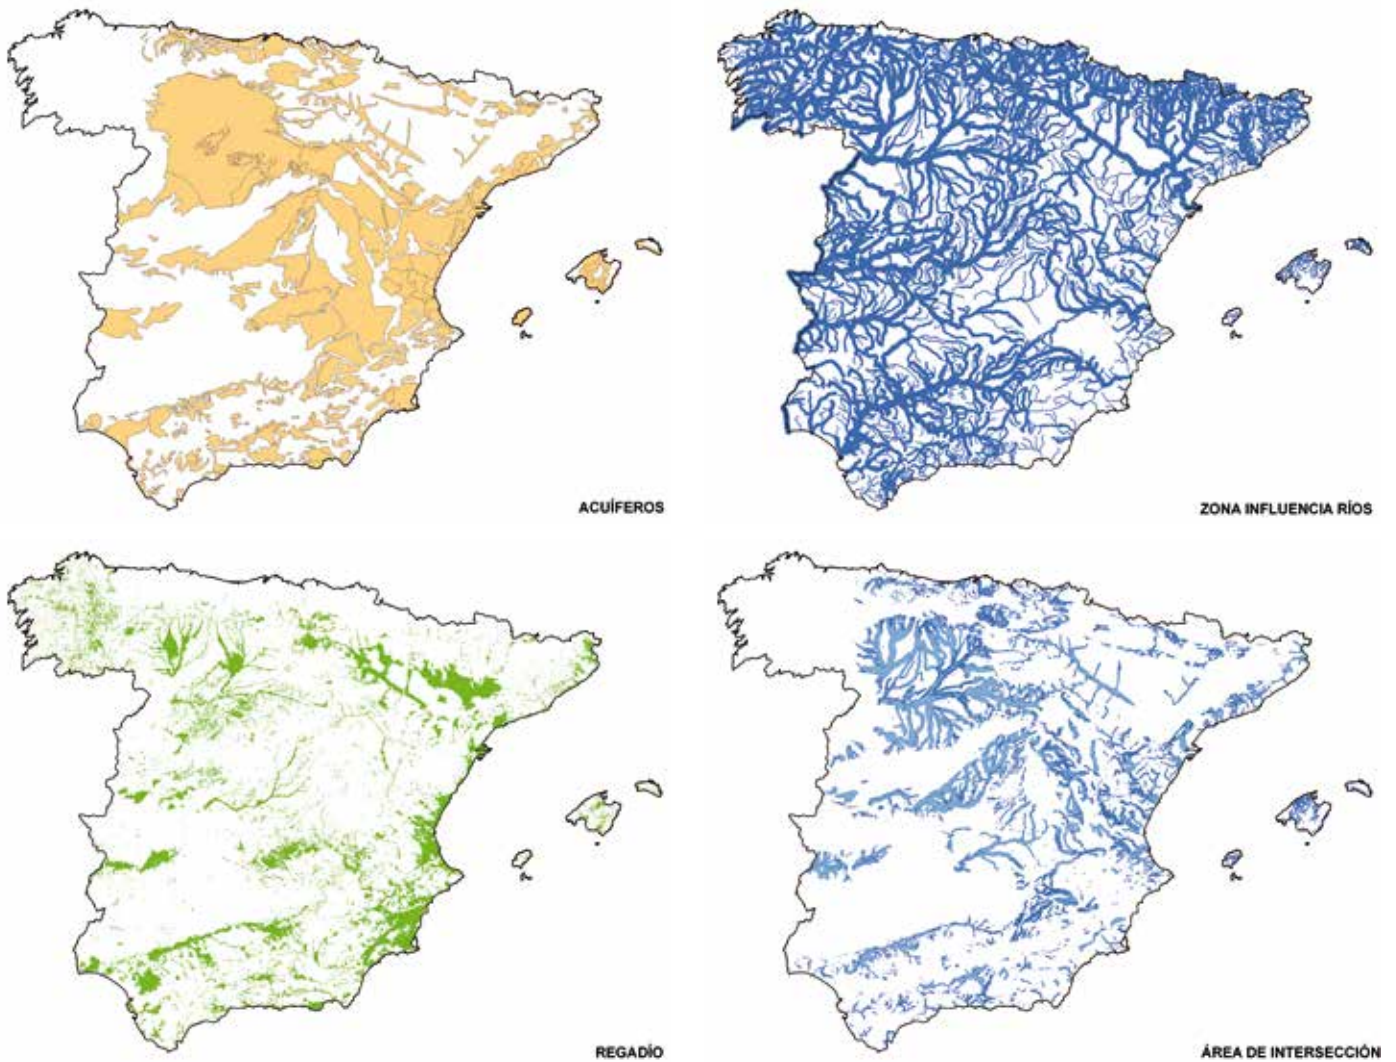 ACUÍFEROS
ZONA INFLUENCIA RÍOS
REGADÍO
ÁREA DE INTERSECCIÓN